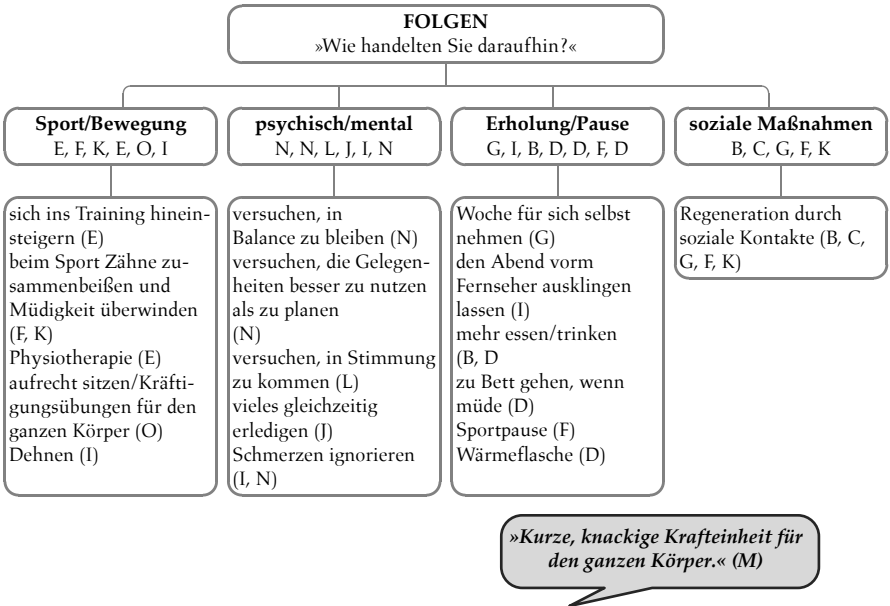 FOLGEN
»Wie handelten Sie daraufhin?«
Sport/Bewegung
E, F, K, E, O, I
psychisch/mental
N, N, L, J, I, N
Erholung/Pause
G, I, B, D, D, F, D
soziale Maßnahmen
B, C, G, F, K
sich ins Training hinein-
steigern (E)
beim Sport Zähne zu-
sammenbeißen und
Müdigkeit überwinden
(F, K)
Physiotherapie (E)
aufrecht sitzen/Kräfti-
gungsübungen für den
ganzen Körper (O)
Dehnen (I)
versuchen, in
Balance zu bleiben (N)
versuchen, die Gelegen-
heiten besser zu nutzen
als zu planen
(N)
versuchen, in Stimmung
zu kommen (L)
vieles gleichzeitig
erledigen (J)
Schmerzen ignorieren
(I, N)
Woche für sich selbst
nehmen (G)
den Abend vorm
Fernseher ausklingen
lassen (I)
mehr essen/trinken
(B, D
zu Bett gehen, wenn
müde (D)
Sportpause (F)
Wärmeflasche (D)
Regeneration durch
soziale Kontakte (B, C,
G, F, K)
»Kurze, knackige Krafteinheit für
den ganzen Körper.« (M)